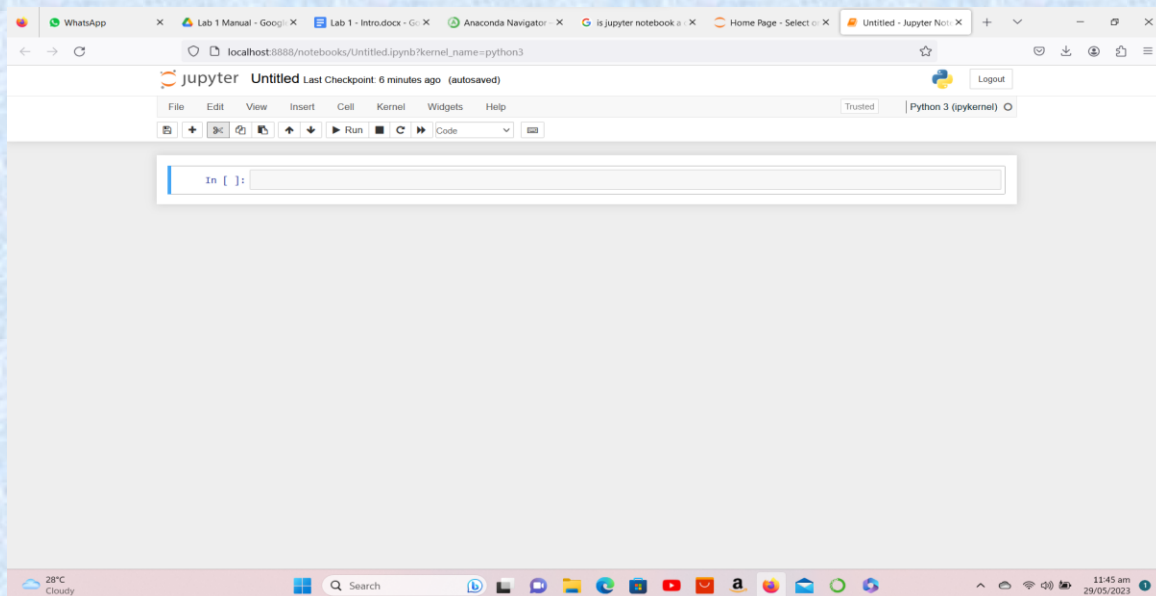 WhatsApp
Lab 1 Manual - Googl
Lab 1 - Intro.docx - Go
Anaconda Navigator -
is jupyter notebook a
Home Page - Select o
Untitled - Jupyter Not
localhost:8888/notebooks/Untitled.ipynb?kernel_name=python3
jupyter Untitled Last Checkpoint: 6 minutes ago (autosaved)
Logout
File Edit View Insert Cell Kernel Widgets Help
Trusted
Python 3 (ipykernel)
Run
Code
In [ ]:
28°C
Cloudy
Search
11:45 am
29/05/2023
1